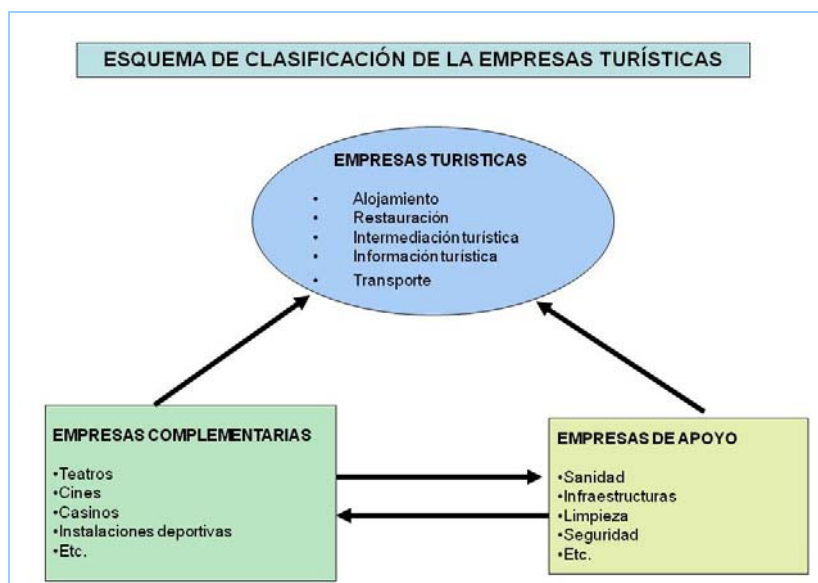 ESQUEMA DE CLASIFICACIÓN DE LA EMPRESAS TURÍSTICAS
EMPRESAS TURISTICAS
• Alojamiento
• Restauración
• Intermediación turística
• Información turística
• Transporte
EMPRESAS COMPLEMENTARIAS
•Teatros
•Cines
•Casinos
•Instalaciones deportivas
•Etc.
EMPRESAS DE APOYO
•Sanidad
•Infraestructuras
•Limpieza
•Seguridad
•Etc.